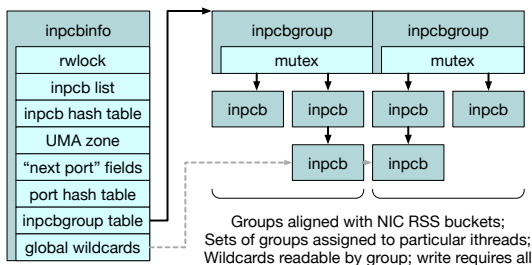 inpcbinfo
rwlock
inpcb list
inpcb hash table
UMA zone
“next port” fields
port hash table
inpcbgroup table
global wildcards
inpcbgroup
inpcbgroup
mutex
mutex
inpcb
inpcb
inpcb
inpcb
inpcb
inpcb
Groups aligned with NIC RSS buckets;
Sets of groups assigned to particular ithreads;
Wildcards readable by group; write requires all